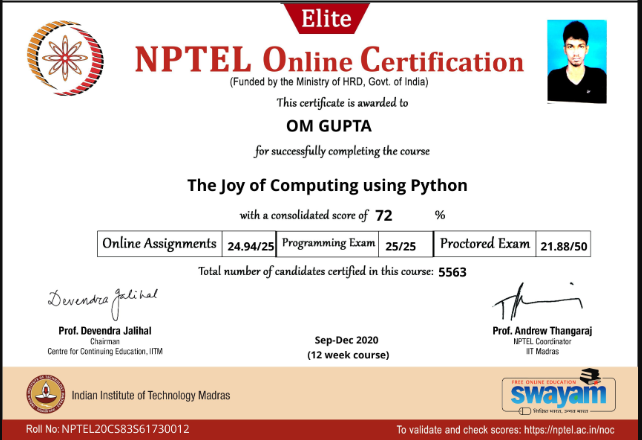 Elite
NPTEL Online Certification
(Funded by the Ministry of HRD, Govt. of India)
This certificate is awarded to
OM GUPTA
for successfully completing the course
The Joy of Computing using Python
with a consolidated score of 72 %
Online Assignments 24.94/25 Programming Exam 25/25 Proctored Exam 21.88/50
Total number of candidates certified in this course: 5563
Devendra Jalihal
Prof. Devendra Jalihal
Chairman
Centre for Continuing Education, IITM
Sep-Dec 2020
(12 week course)
Prof. Andrew Thangaraj
NPTEL Coordinator
IIT Madras
Indian Institute of Technology Madras
FREE ONLINE EDUCATION
swayam
शिक्षित भारत, उन्नत भारत
Roll No: NPTEL20CS83S61730012
To validate and check scores: https://nptel.ac.in/noc